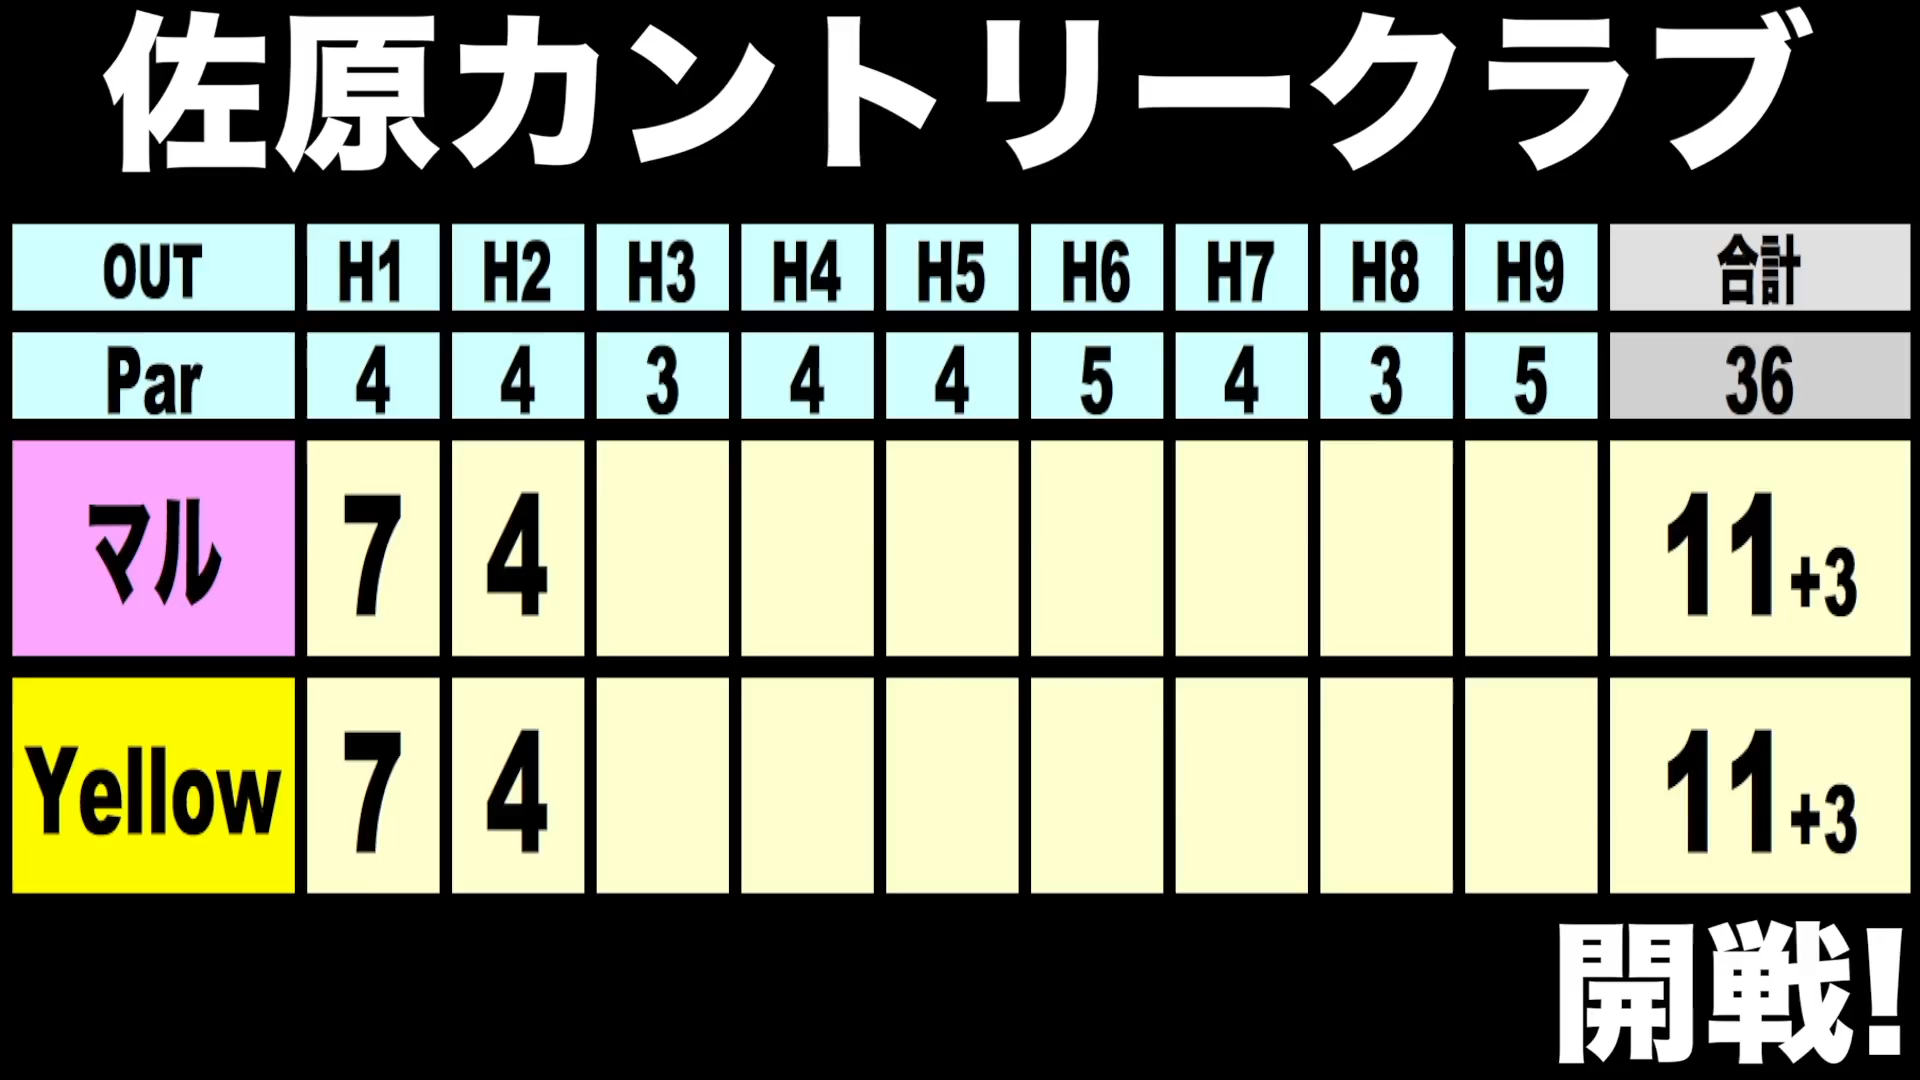 佐原カントリークラブ
OUT H1 H2 H3 H4 H5 H6 H7 H8 H9 合計
Par 4 4 3 4 4 5 4 3 5 36
マル 7 4 11 +3
Yellow 7 4 11 +3
開戦!